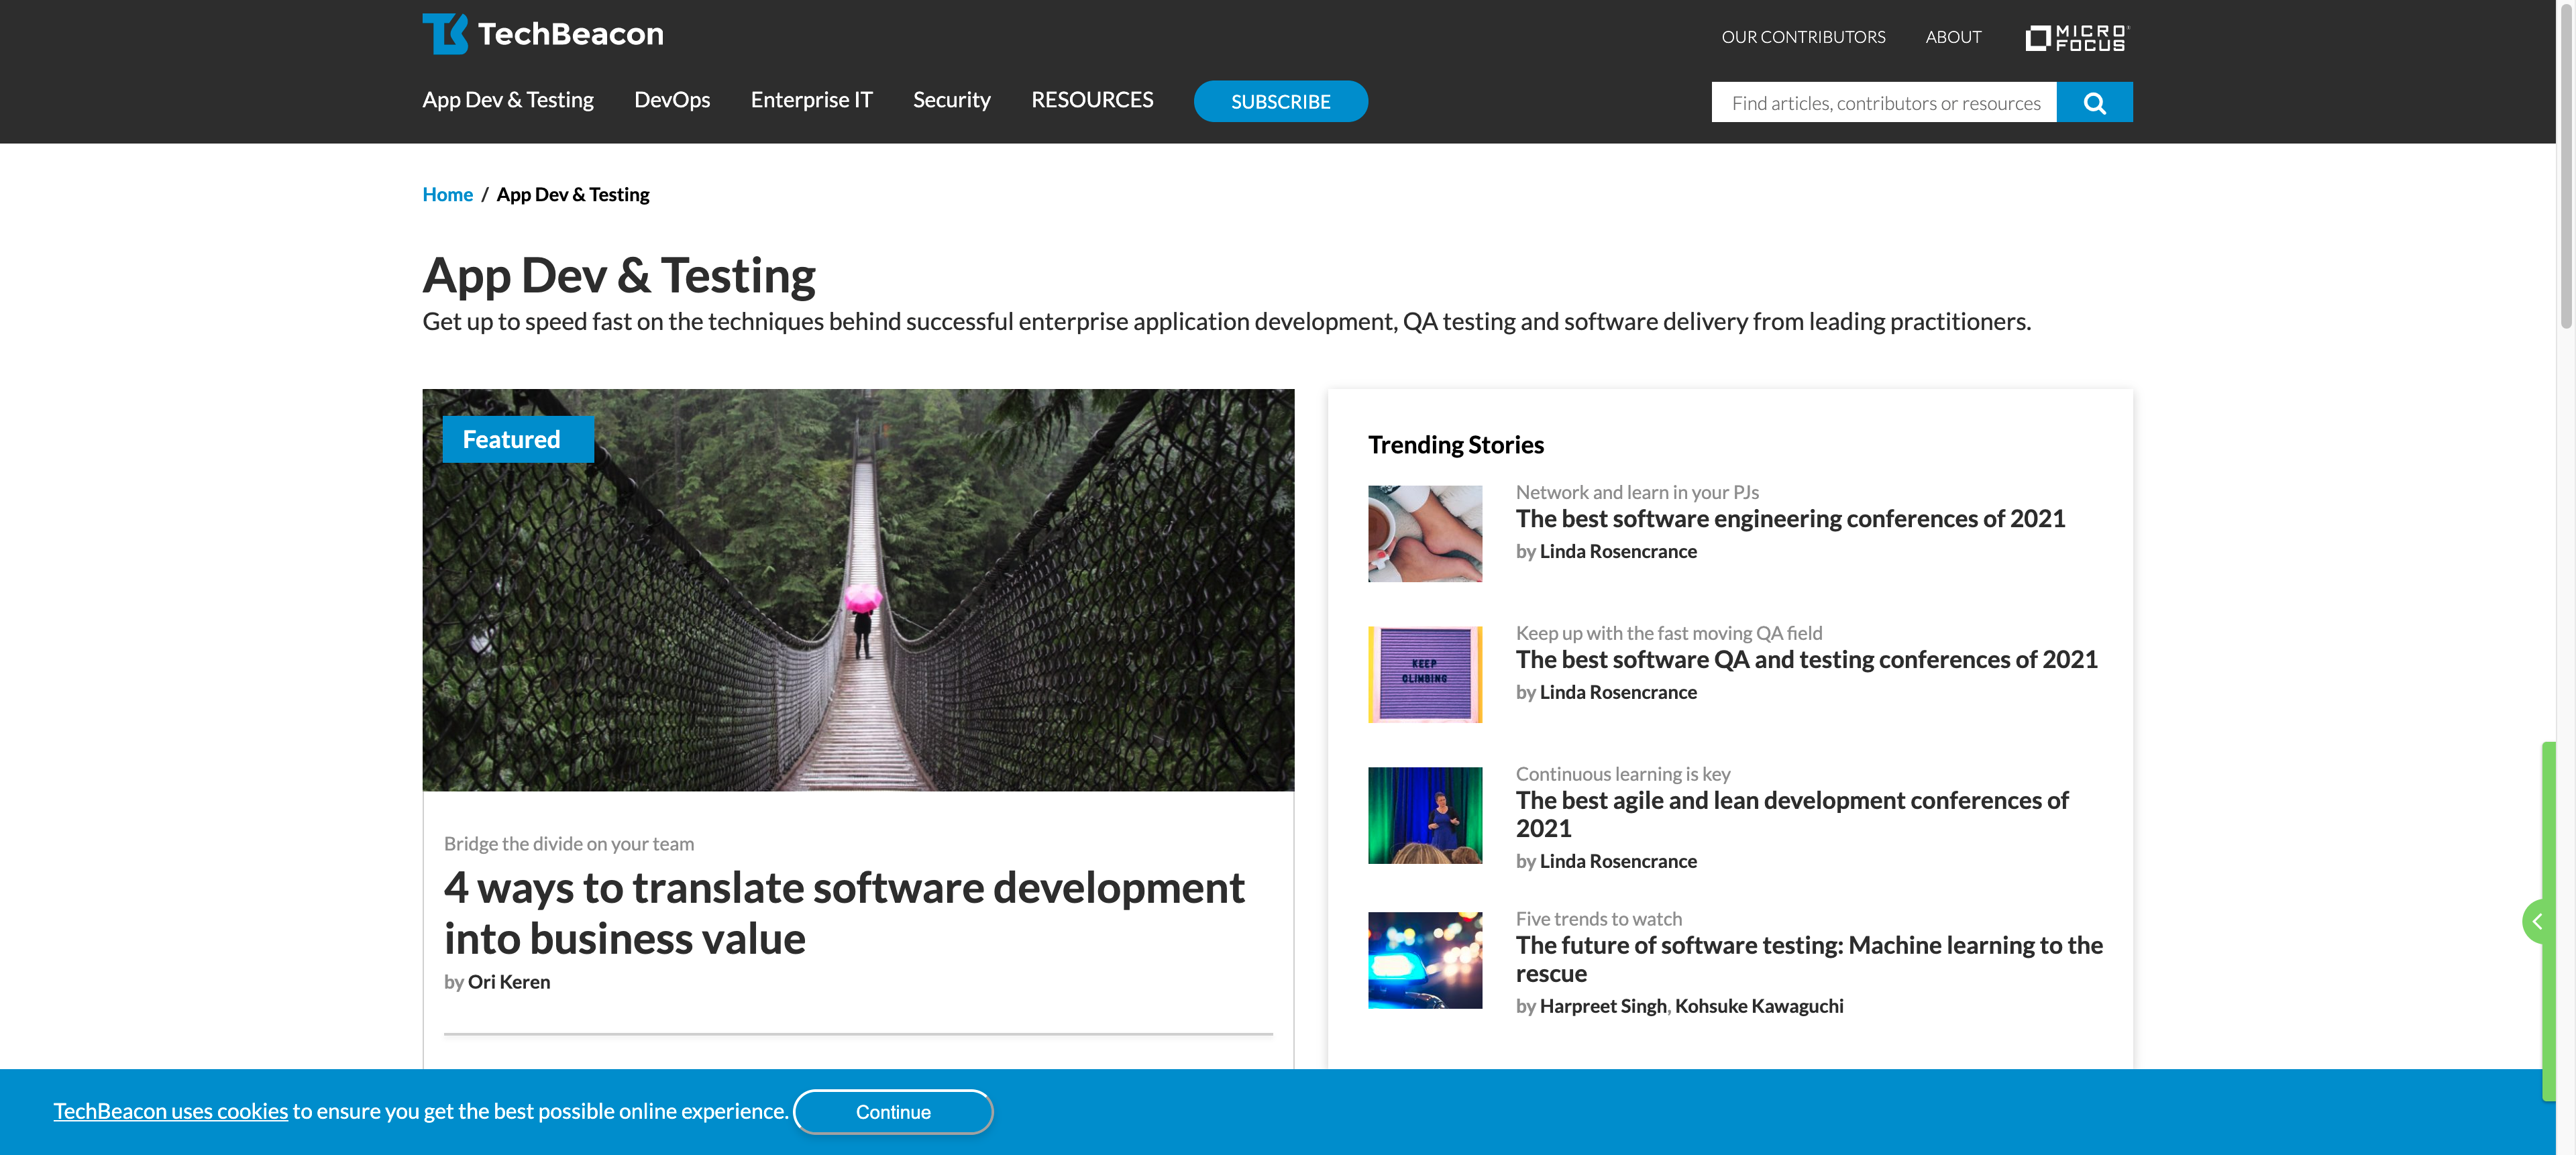 TechBeacon
OUR CONTRIBUTORS
ABOUT
MICRO
FOCUS
App Dev & Testing
DevOps
Enterprise IT
Security
RESOURCES
SUBSCRIBE
Find articles, contributors or resources
Home / App Dev & Testing
App Dev & Testing
Get up to speed fast on the techniques behind successful enterprise application development, QA testing and software delivery from leading practitioners.
Featured
Bridge the divide on your team
4 ways to translate software development
into business value
by Ori Keren
Trending Stories
Network and learn in your PJs
The best software engineering conferences of 2021
by Linda Rosencrance
KEEP
CLIMBING
Keep up with the fast moving QA field
The best software QA and testing conferences of 2021
by Linda Rosencrance
Continuous learning is key
The best agile and lean development conferences of
2021
by Linda Rosencrance
Five trends to watch
The future of software testing: Machine learning to the
rescue
by Harpreet Singh, Kohsuke Kawaguchi
TechBeacon uses cookies to ensure you get the best possible online experience.
Continue